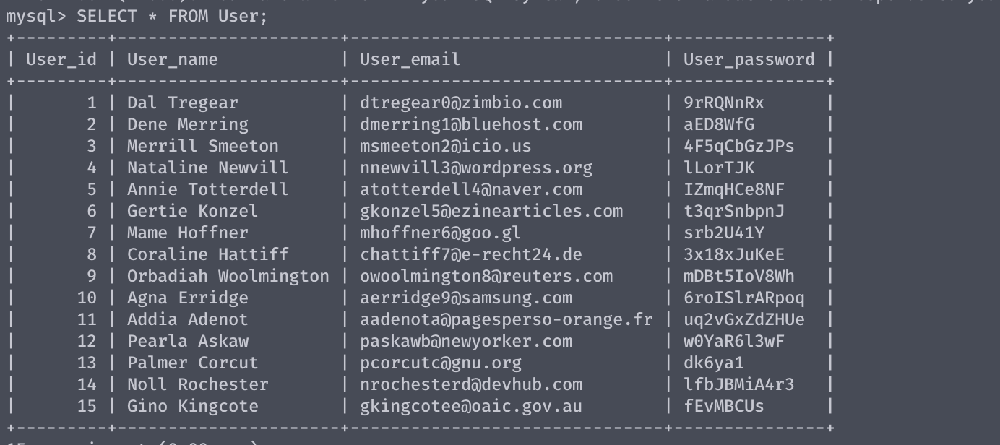 mysql> SELECT * FROM User;
+---------+----------------------+-------------------------------+---------------+
| User_id | User_name            | User_email                    | User_password |
+---------+----------------------+-------------------------------+---------------+
|       1 | Dal Tregear          | dtregear0@zimbio.com          | 9rRQNnRx      |
|       2 | Dene Merring         | dmerring1@bluehost.com        | aED8WfG       |
|       3 | Merrill Smeeton      | msmeeton2@icio.us             | 4F5qCbGzJPs   |
|       4 | Nataline Newvill     | nnewvill3@wordpress.org       | lLorTJK       |
|       5 | Annie Totterdell     | atotterdell4@naver.com        | IZmqHCe8NF    |
|       6 | Gertie Konzel        | gkonzel5@ezinearticles.com    | t3qrSnbpnJ    |
|       7 | Mame Hoffner         | mhoffner6@goo.gl              | srb2U41Y      |
|       8 | Coraline Hattiff     | chattiff7@e-recht24.de        | 3x18xJuKeE    |
|       9 | Orbadiah Woolmington | owoolmington8@reuters.com     | mDBt5IoV8Wh   |
|      10 | Agna Erridge         | aerridge9@samsung.com         | 6roISlrARpoq  |
|      11 | Addia Adenot         | aadenota@pagesperso-orange.fr | uq2vGxZdZHUe  |
|      12 | Pearla Askaw         | paskawb@newyorker.com         | w0YaR6l3wF    |
|      13 | Palmer Corcut        | pcorcutc@gnu.org              | dk6ya1        |
|      14 | Noll Rochester       | nrochesterd@devhub.com        | lfbJBMiA4r3   |
|      15 | Gino Kingcote        | gkingcotee@oaic.gov.au        | fEvMBCUs      |
+---------+----------------------+-------------------------------+---------------+